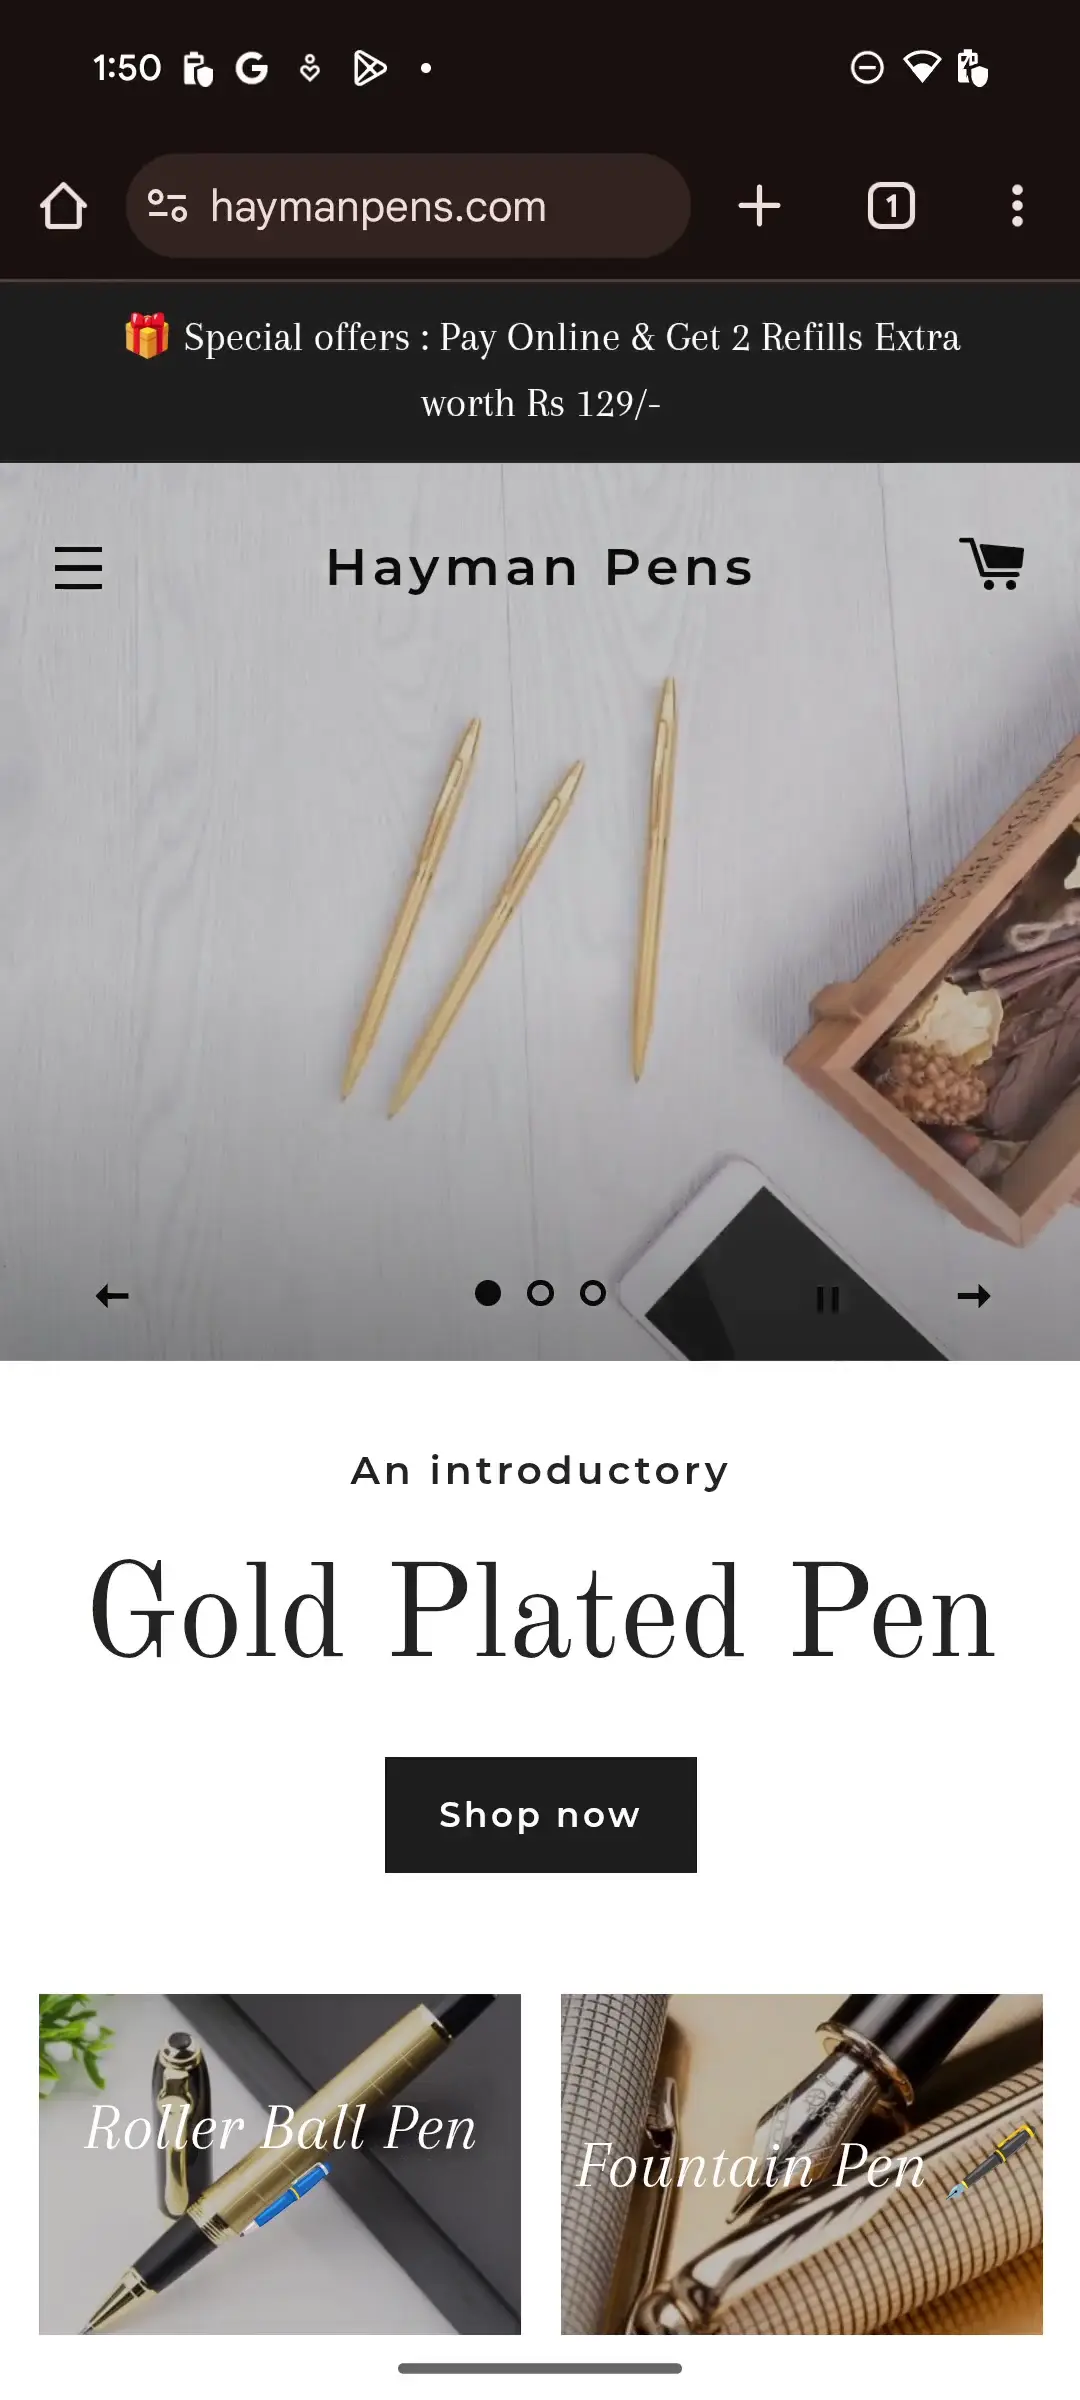 1:50
haymanpens.com
1
🎁 Special offers : Pay Online & Get 2 Refills Extra
worth Rs 129/-
Hayman Pens
An introductory
Gold Plated Pen
Shop now
Roller Ball Pen
Fountain Pen